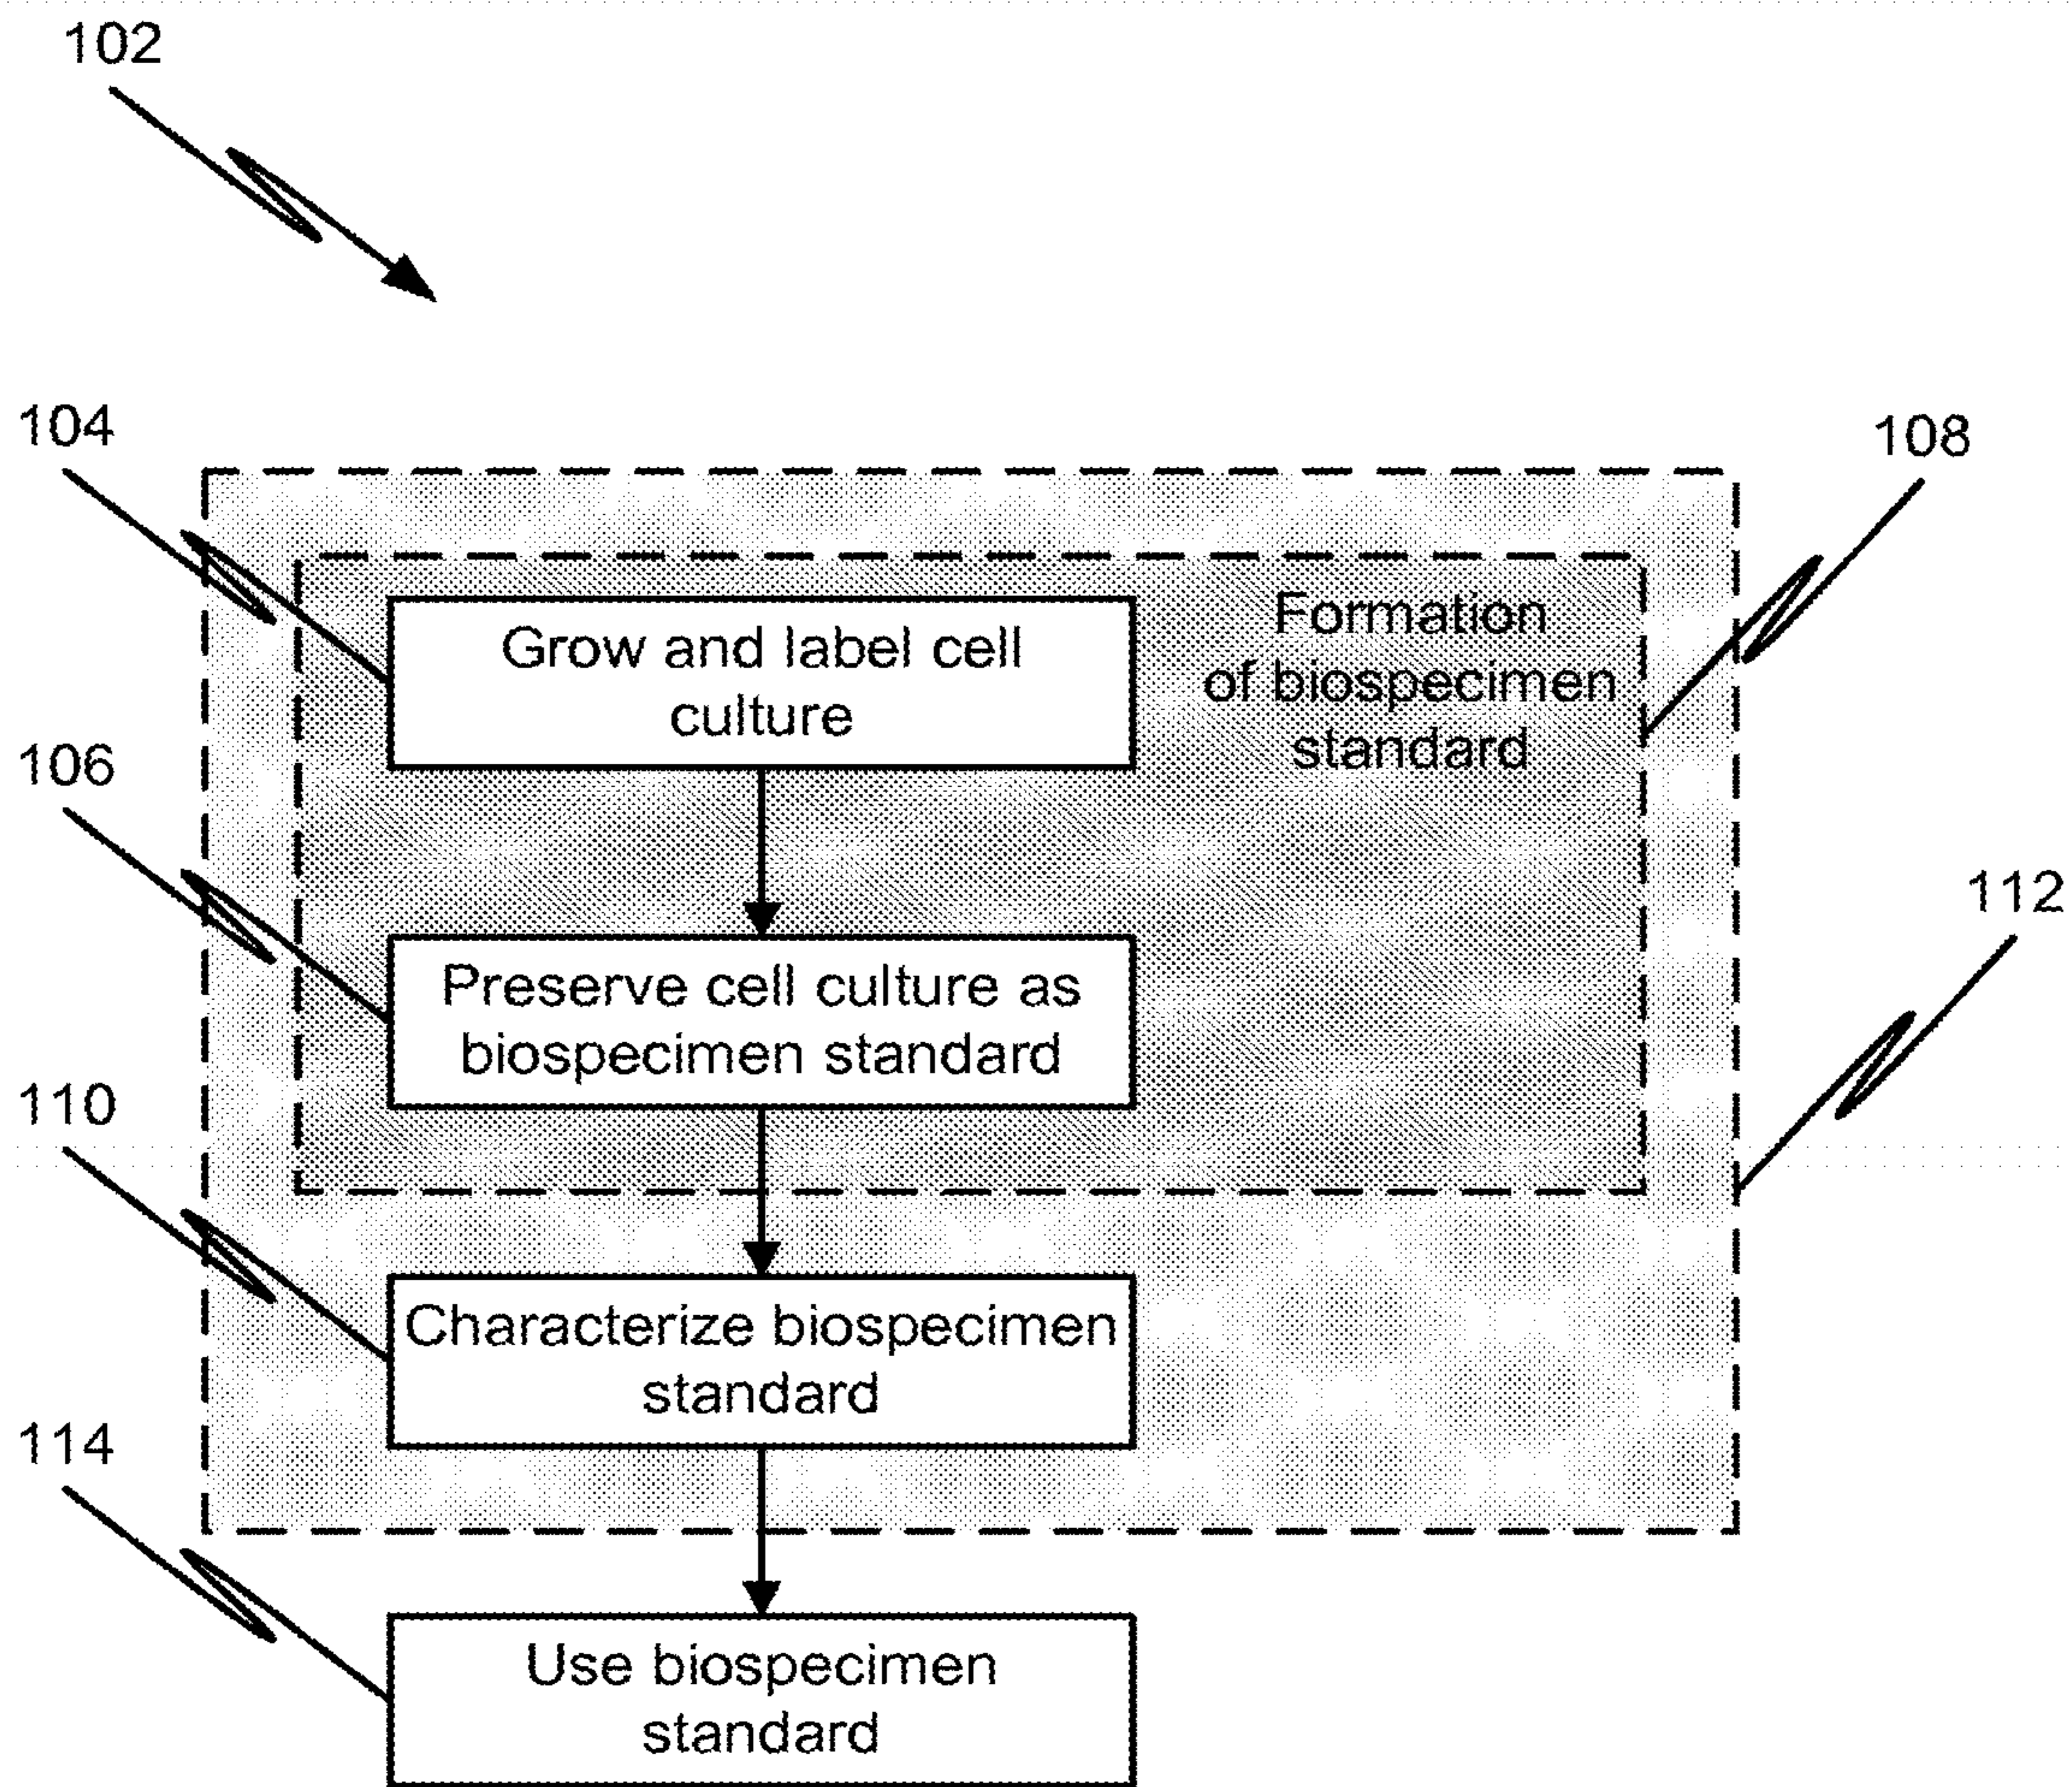 102
104
108
Grow and label cell
culture
Formation
of biospecimen
standard
106
112
Preserve cell culture as
biospecimen standard
110
Characterize biospecimen
standard
114
Use biospecimen
standard